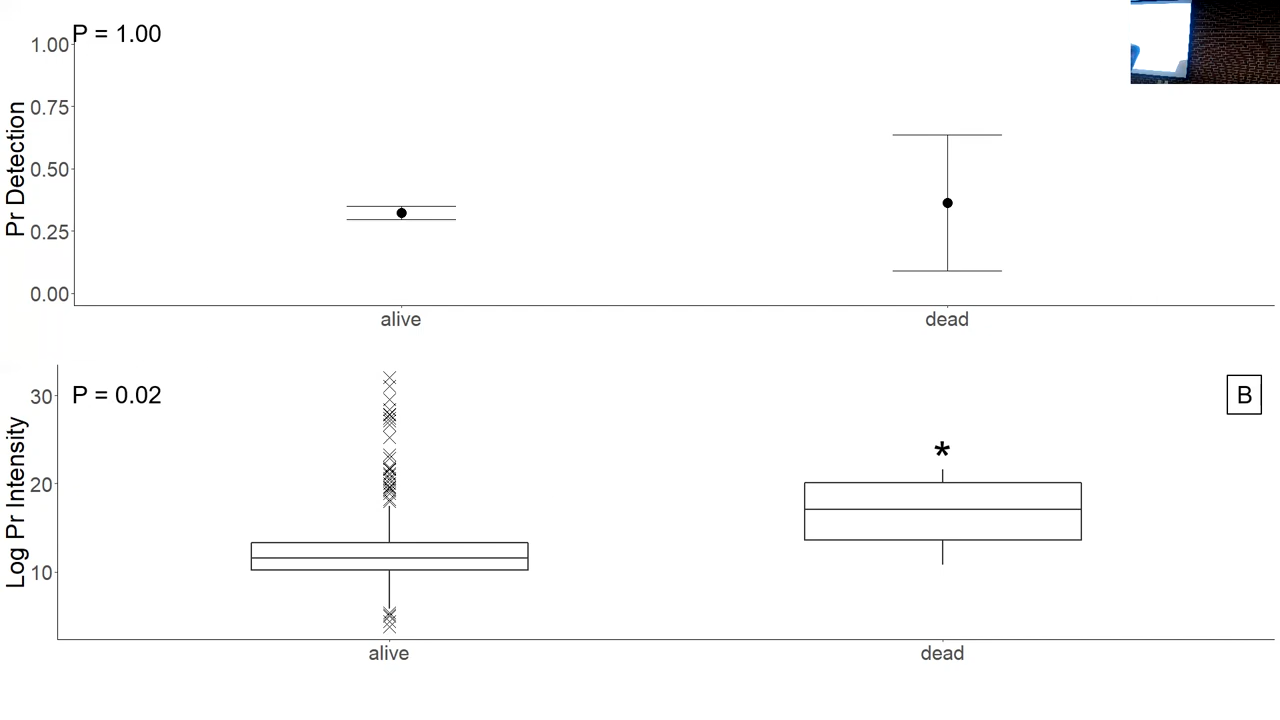 P = 1.00
1.00
0.75
0.50
0.25
0.00
Pr Detection
alive
dead
P = 0.02
B
30
20
10
Log Pr Intensity
*
alive
dead